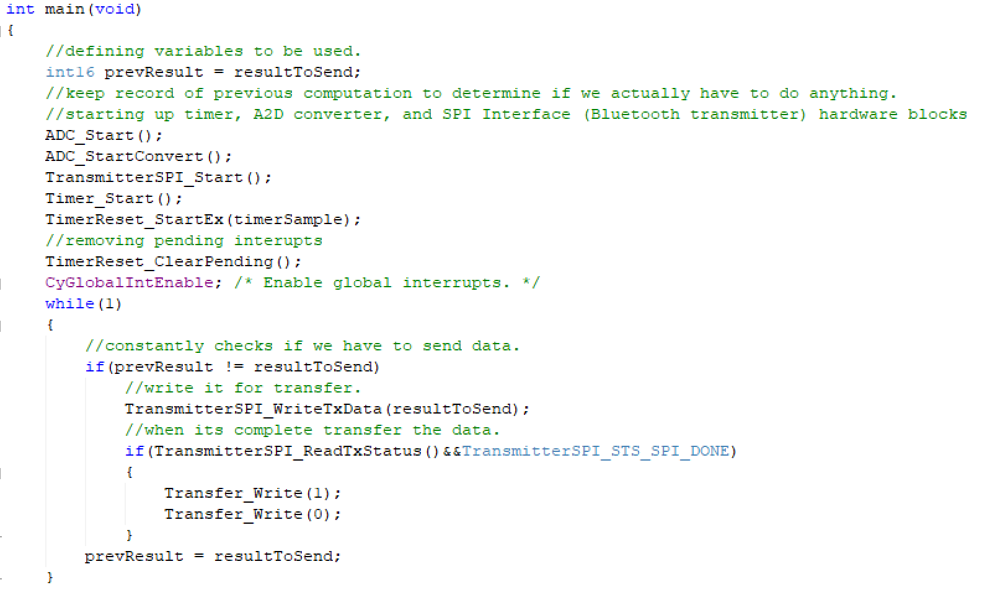 int main(void)
{
//defining variables to be used.
int16 prevResult = resultToSend;
//keep record of previous computation to determine if we actually have to do anything.
//starting up timer, A2D converter, and SPI Interface (Bluetooth transmitter) hardware blocks
ADC_Start();
ADC_StartConvert();
TransmitterSPI_Start();
Timer_Start();
TimerReset_StartEx(timerSample);
//removing pending interupts
TimerReset_ClearPending();
CyGlobalIntEnable; /* Enable global interrupts. */
while(1)
{
//constantly checks if we have to send data.
if(prevResult != resultToSend)
//write it for transfer.
TransmitterSPI_WriteTxData(resultToSend);
//when its complete transfer the data.
if(TransmitterSPI_ReadTxStatus()&&TransmitterSPI_STS_SPI_DONE)
{
Transfer_Write(1);
Transfer_Write(0);
}
prevResult = resultToSend;
}